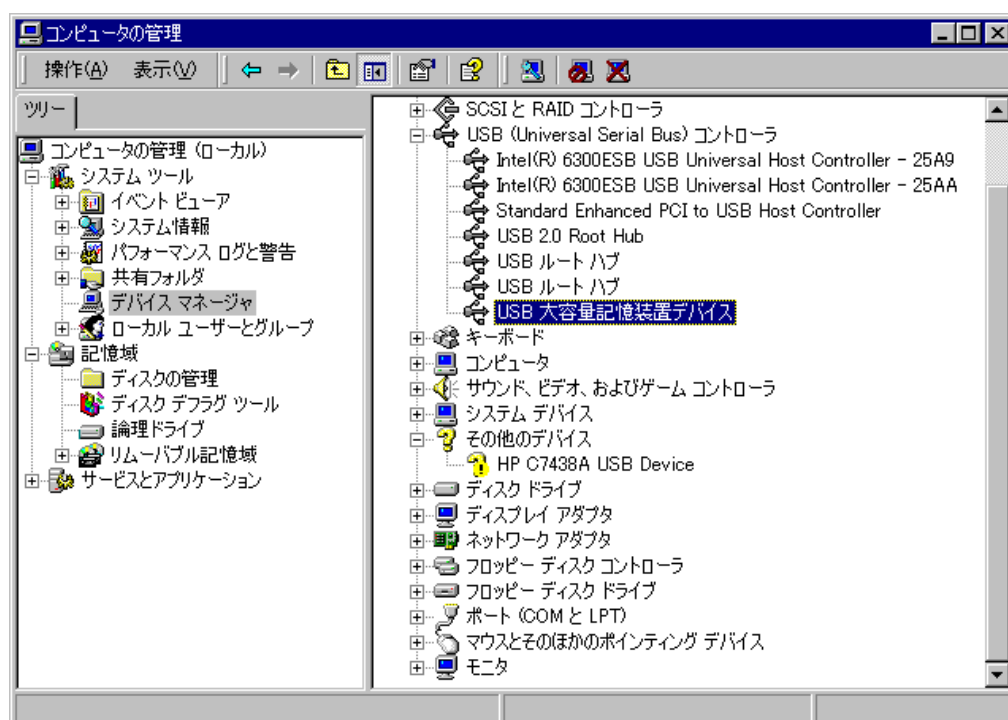 コンピュータの管理
操作(A) 表示(V)
ツリー
コンピュータの管理 (ローカル)
システム ツール
イベント ビューア
システム情報
パフォーマンス ログと警告
共有フォルダ
デバイス マネージャ
ローカル ユーザーとグループ
記憶域
ディスクの管理
ディスク デフラグ ツール
論理ドライブ
リムーバブル記憶域
サービスとアプリケーション
SCSI と RAID コントローラ
USB (Universal Serial Bus) コントローラ
Intel(R) 6300ESB USB Universal Host Controller - 25A9
Intel(R) 6300ESB USB Universal Host Controller - 25AA
Standard Enhanced PCI to USB Host Controller
USB 2.0 Root Hub
USB ルート ハブ
USB ルート ハブ
USB 大容量記憶装置デバイス
キーボード
コンピュータ
サウンド、ビデオ、およびゲーム コントローラ
システム デバイス
その他のデバイス
HP C7438A USB Device
ディスク ドライブ
ディスプレイ アダプタ
ネットワーク アダプタ
フロッピー ディスク コントローラ
フロッピー ディスク ドライブ
ポート (COM と LPT)
マウスとそのほかのポインティング デバイス
モニタ